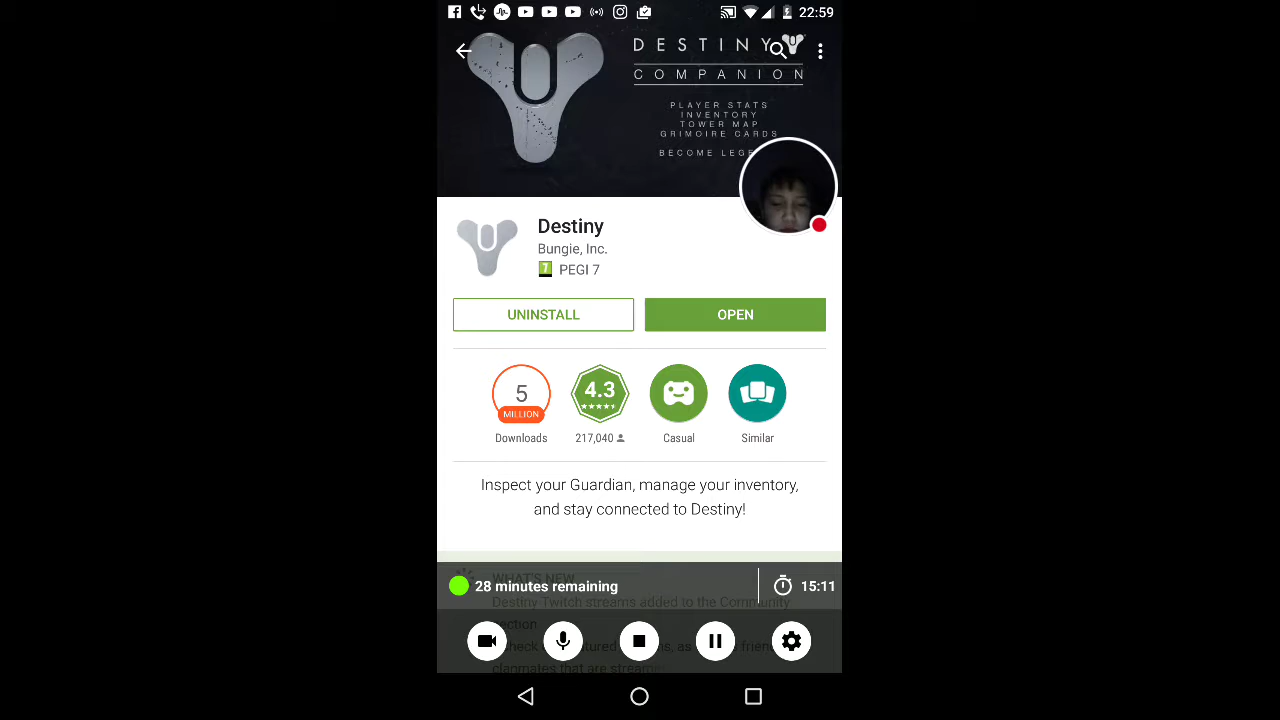 22:59
DESTINY
COMPANION
PLAYER STATS
INVENTORY
TOWER MAP
GRIMOIRE CARDS
BECOME
Destiny
Bungie, Inc.
7 PEGI 7
UNINSTALL
OPEN
5
MILLION
Downloads
4.3
217,040
Casual
Similar
Inspect your Guardian, manage your inventory,
and stay connected to Destiny!
WHAT'S NEW
28 minutes remaining
15:11
Destiny Twitch streams added to the Community
section